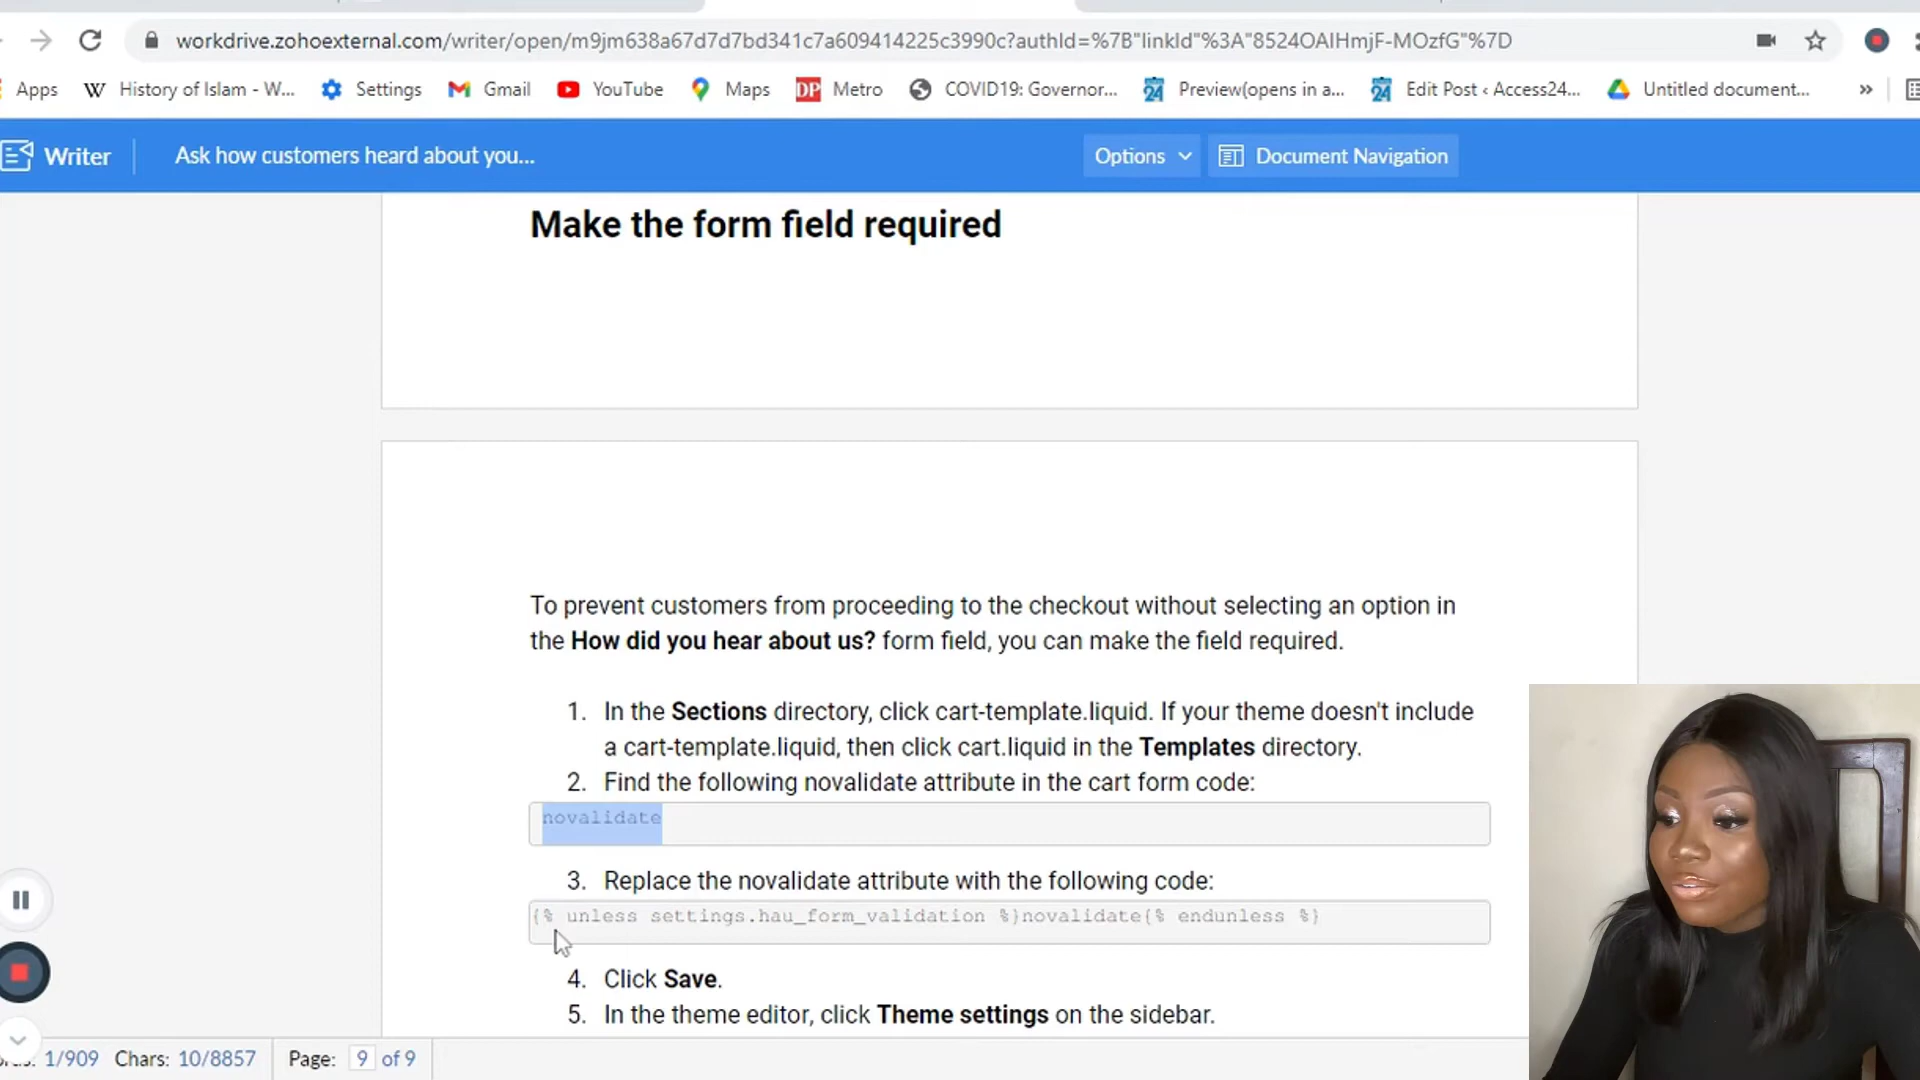 workdrive.zohoexternal.com/writer/open/m9jm638a67d7d7bd341c7a609414225c3990c?authId=%7B"linkId"%3A"8524OAIHmjF-MOzfG"%7D
Apps W History of Islam - W... Settings Gmail YouTube Maps DP Metro COVID19: Governor... 24 Preview(opens in a... 24 Edit Post ‹ Access24... Untitled document... »
Writer Ask how customers heard about you... Options Document Navigation
Make the form field required
To prevent customers from proceeding to the checkout without selecting an option in
the How did you hear about us? form field, you can make the field required.
1. In the Sections directory, click cart-template.liquid. If your theme doesn't include
a cart-template.liquid, then click cart.liquid in the Templates directory.
2. Find the following novalidate attribute in the cart form code:
novalidate
3. Replace the novalidate attribute with the following code:
{% unless settings.hau_form_validation %}novalidate{% endunless %}
4. Click Save.
5. In the theme editor, click Theme settings on the sidebar.
1/909 Chars: 10/8857 Page: 9 of 9